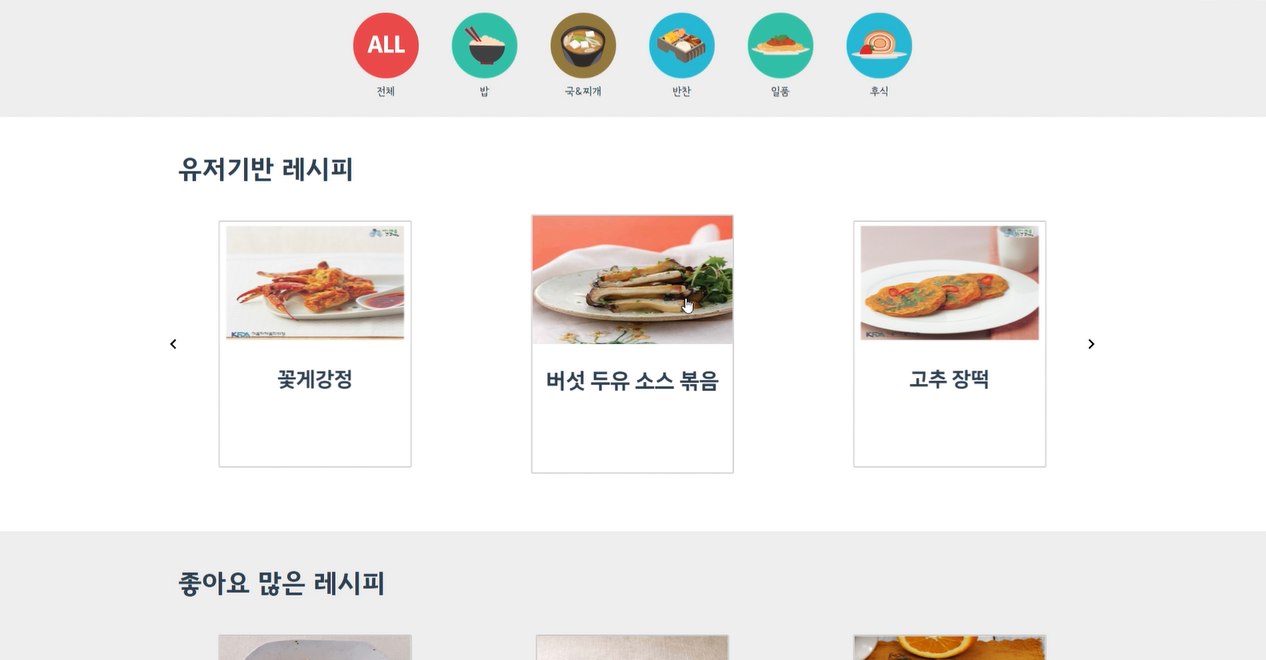 ALL
전체
밥
국&찌개
반찬
일품
후식
유저기반 레시피
꽃게강정
버섯 두유 소스 볶음
고추 장떡
좋아요 많은 레시피